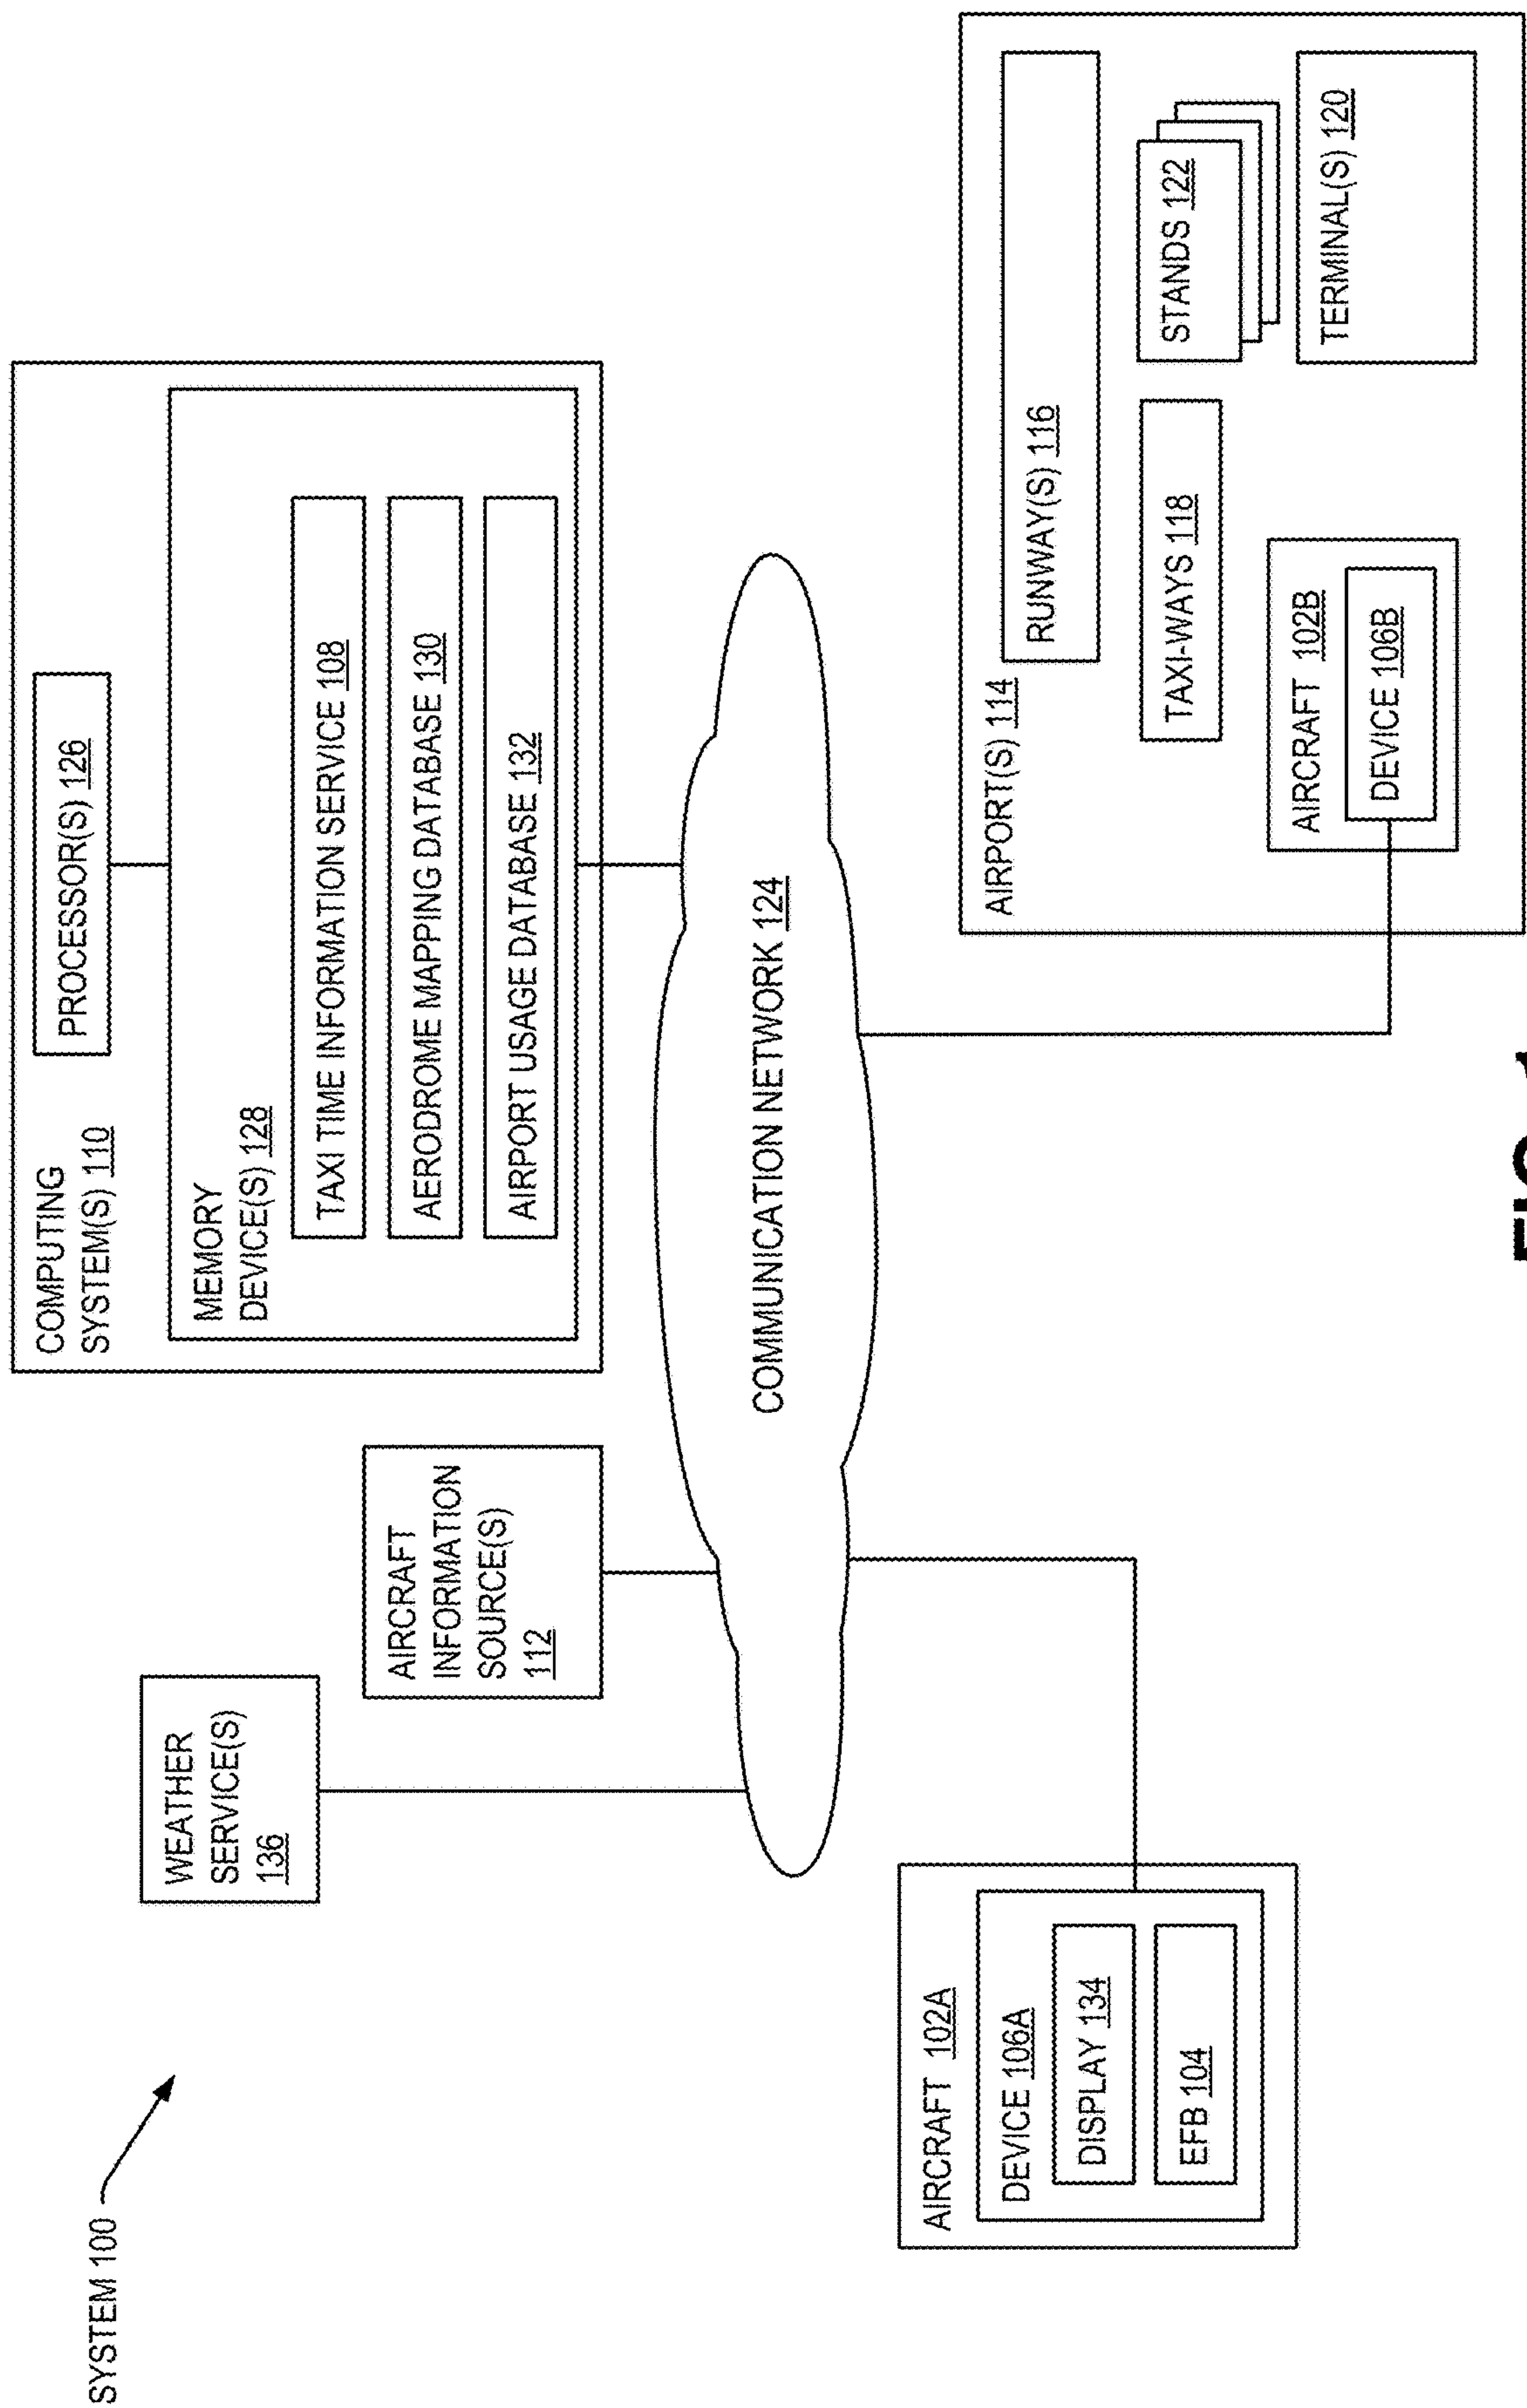 SYSTEM 100
WEATHER
SERVICE(S)
136
AIRCRAFT
INFORMATION
SOURCE(S)
112
COMPUTING
SYSTEM(S) 110
PROCESSOR(S) 126
MEMORY
DEVICE(S) 128
TAXI TIME INFORMATION SERVICE 108
AERODROME MAPPING DATABASE 130
AIRPORT USAGE DATABASE 132
COMMUNICATION NETWORK 124
AIRCRAFT 102A
DEVICE 106A
DISPLAY 134
EFB 104
AIRPORT(S) 114
RUNWAY(S) 116
TAXI-WAYS 118
STANDS 122
AIRCRAFT 102B
DEVICE 106B
TERMINAL(S) 120